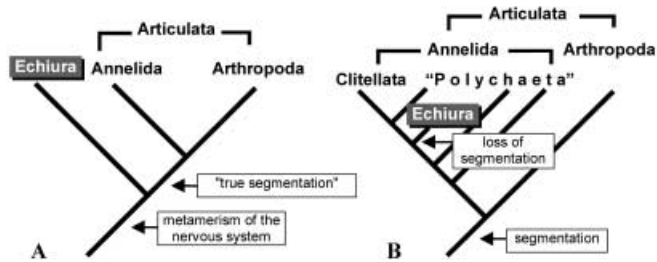 Articulata
Echiura Annelida Arthropoda
"true segmentation"
metamerism of the
nervous system
A
Articulata
Annelida Arthropoda
Clitellata "Polychaeta"
Echiura
loss of
segmentation
segmentation
B